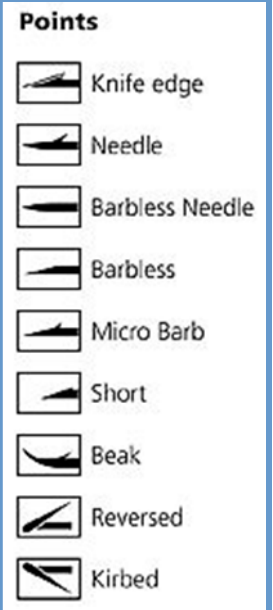 Points
Knife edge
Needle
Barbless Needle
Barbless
Micro Barb
Short
Beak
Reversed
Kirbed